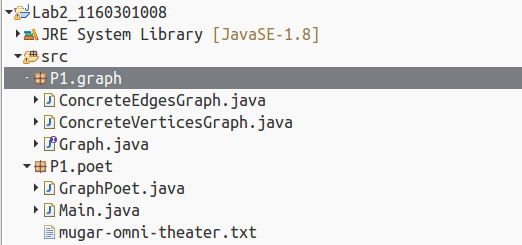 Lab2_1160301008
JRE System Library [JavaSE-1.8]
src
P1.graph
ConcreteEdgesGraph.java
ConcreteVerticesGraph.java
Graph.java
P1.poet
GraphPoet.java
Main.java
mugar-omni-theater.txt